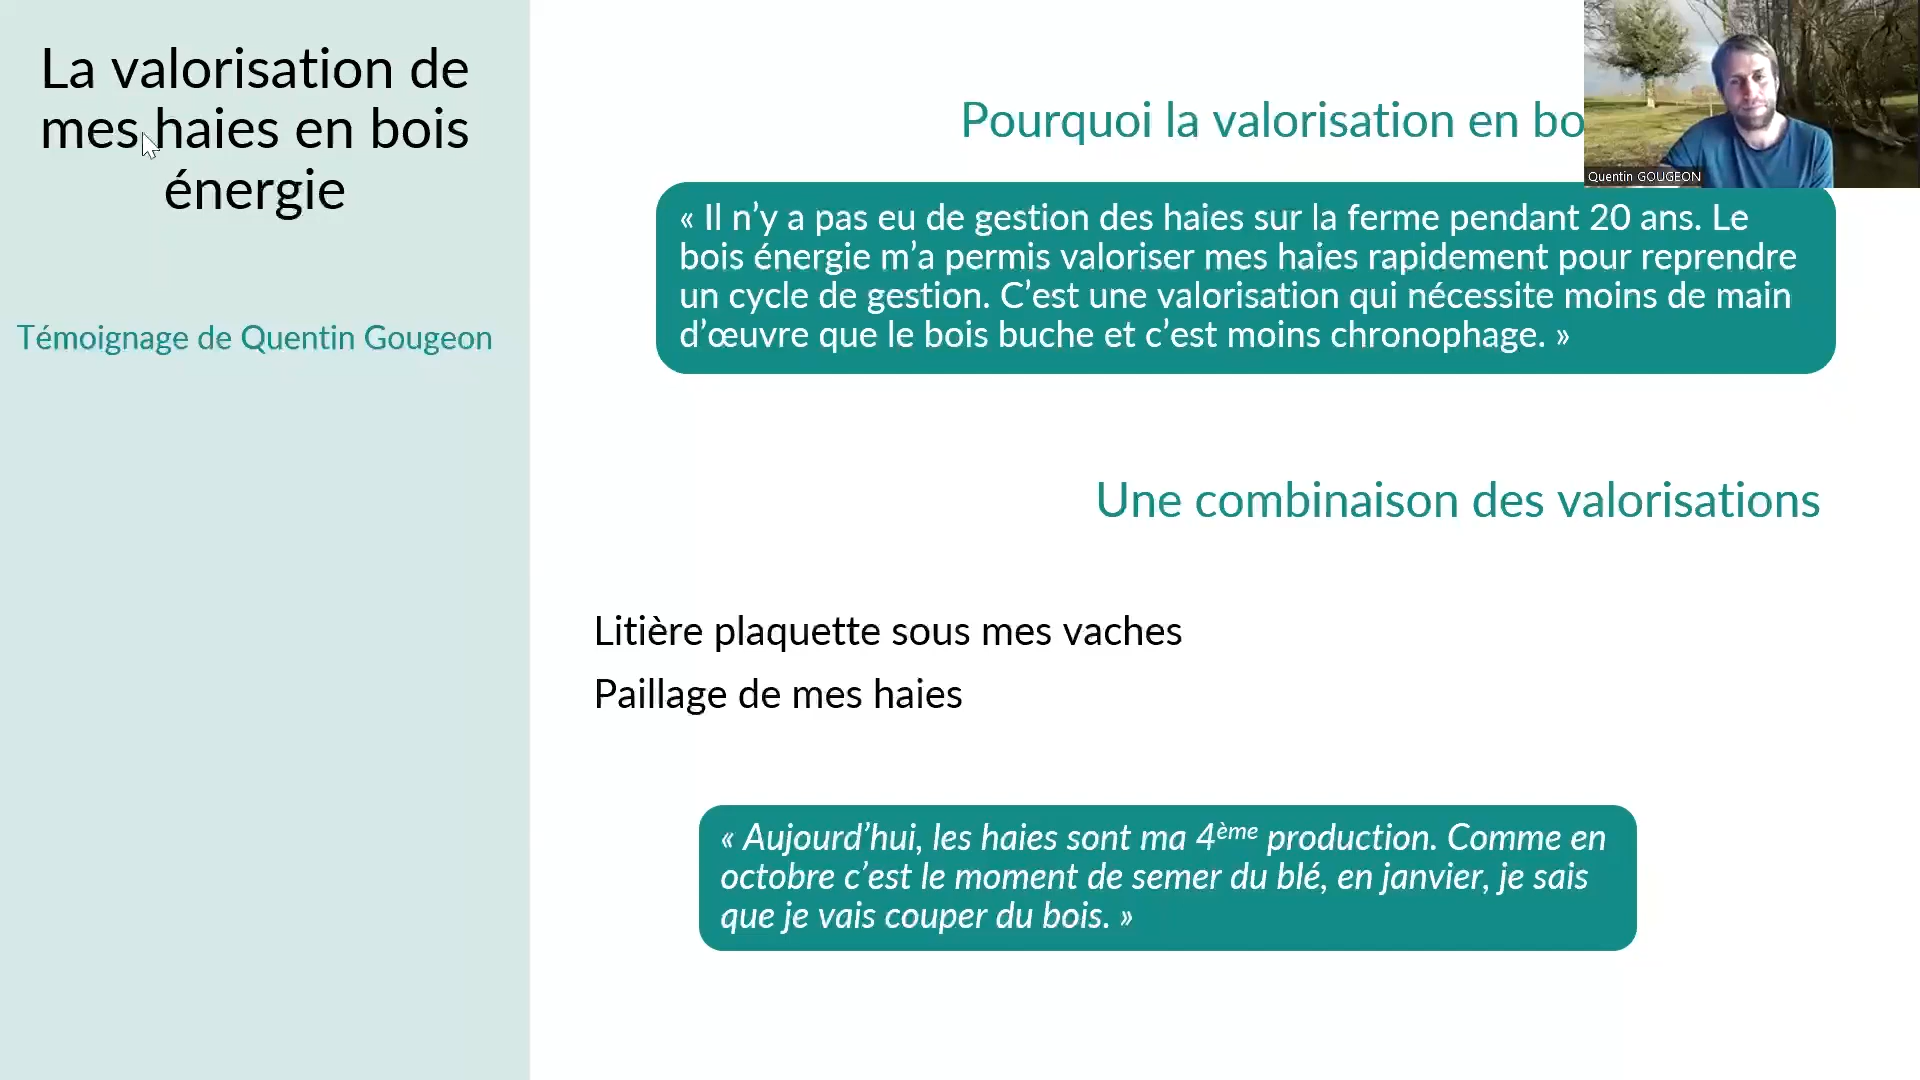 La valorisation de
mes haies en bois
énergie
Témoignage de Quentin Gougeon
Pourquoi la valorisation en
Quentin GOUGEON
« Il n’y a pas eu de gestion des haies sur la ferme pendant 20 ans. Le
bois énergie m’a permis valoriser mes haies rapidement pour reprendre
un cycle de gestion. C’est une valorisation qui nécessite moins de main
d’œuvre que le bois buche et c’est moins chronophage. »
Une combinaison des valorisations
Litière plaquette sous mes vaches
Paillage de mes haies
« Aujourd’hui, les haies sont ma 4ème production. Comme en
octobre c’est le moment de semer du blé, en janvier, je sais
que je vais couper du bois. »